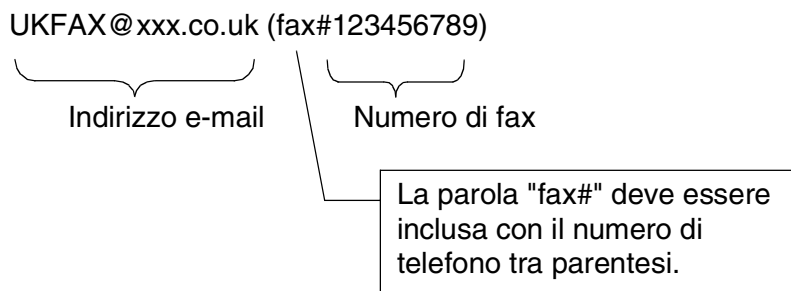 UKFAX@xxx.co.uk (fax#123456789)
Indirizzo e-mail
Numero di fax
La parola "fax#" deve essere
inclusa con il numero di
telefono tra parentesi.